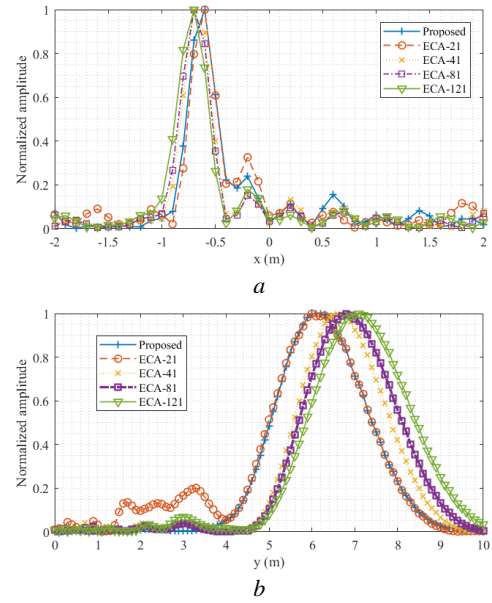 1
0.8
0.6
0.4
0.2
0
Normalized amplitude
Proposed
ECA-21
ECA-41
ECA-81
ECA-121
-2 -1.5 -1 -0.5 0 0.5 1 1.5 2
x (m)
a
1
0.8
0.6
0.4
0.2
0
Normalized amplitude
Proposed
ECA-21
ECA-41
ECA-81
ECA-121
0 1 2 3 4 5 6 7 8 9 10
y (m)
b